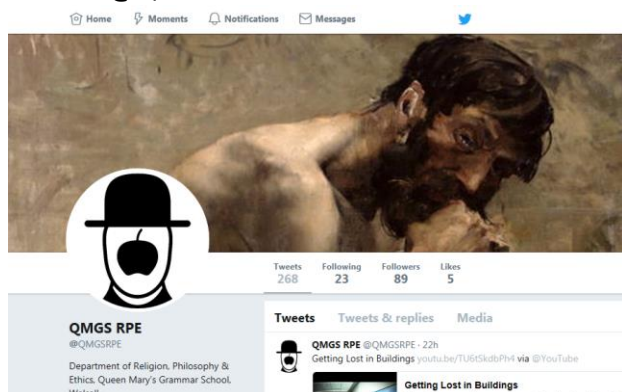 Home Moments Notifications Messages
Tweets Following Followers Likes
268 23 89 5
QMGS RPE
@QMGSRPE
Department of Religion, Philosophy &
Ethics, Queen Mary's Grammar School,
Tweets Tweets & replies Media
QMGS RPE @QMGSRPE · 22h
Getting Lost in Buildings youtu.be/TU6tSkdbPh4 via @YouTube
Getting Lost in Buildings